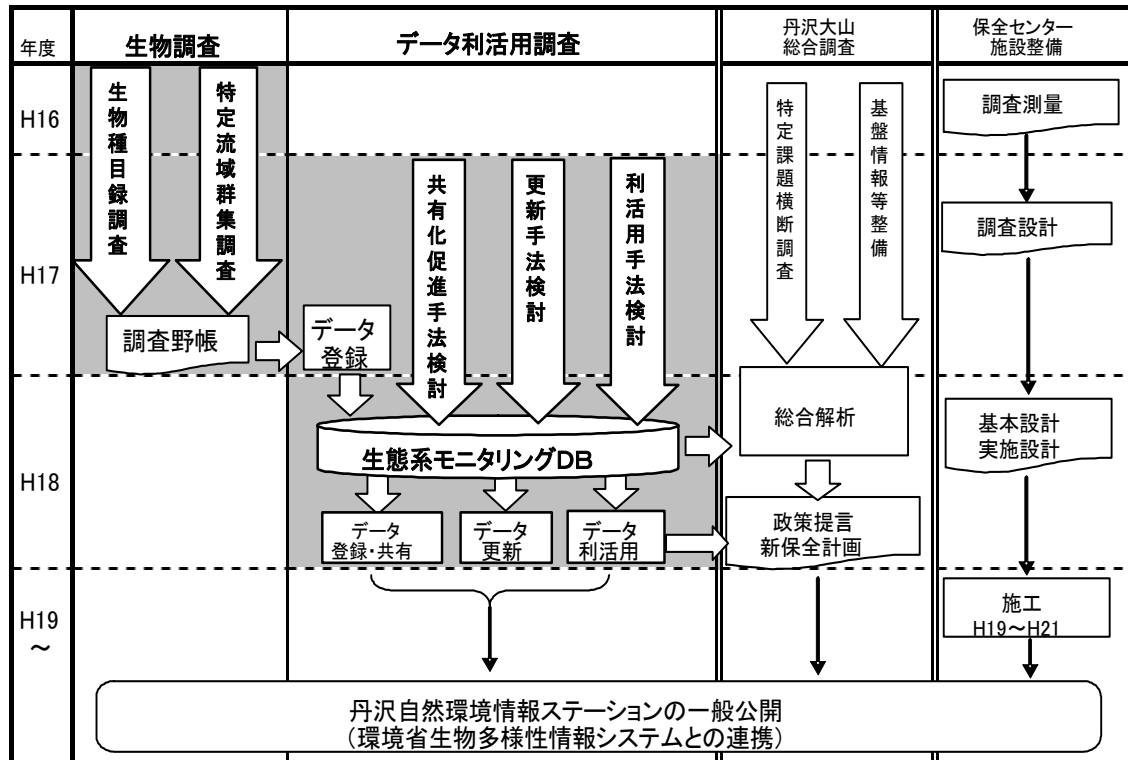 年度
生物調査
データ利活用調査
丹沢大山
総合調査
保全センター
施設整備
H16
生物種目録調査
特定流域群集調査
特定課題横断調査
基盤情報等整備
調査測量
H17
共有化促進手法検討
更新手法検討
利活用手法検討
調査設計
調査野帳
データ
登録
H18
生態系モニタリングDB
総合解析
基本設計
実施設計
データ
登録・共有
データ
更新
データ
利活用
政策提言
新保全計画
H19
～
施工
H19～H21
丹沢自然環境情報ステーションの一般公開
（環境省生物多様性情報システムとの連携）